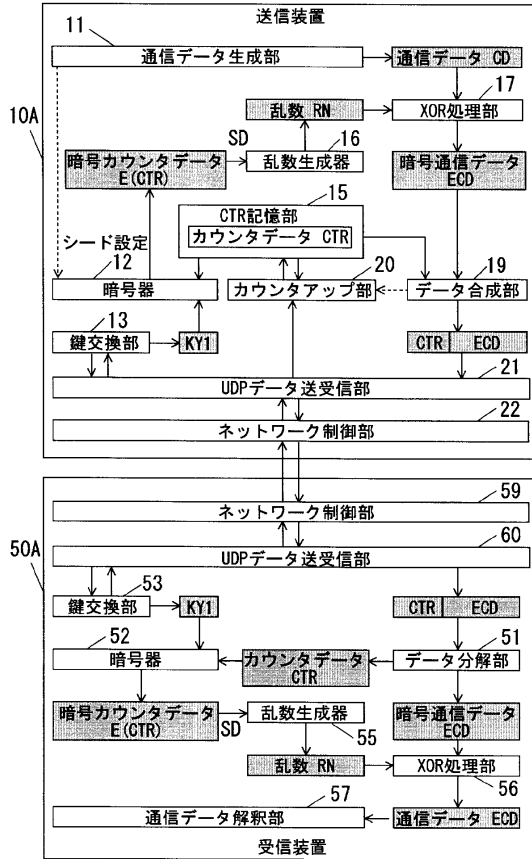 送信装置
11
通信データ生成部
通信データ CD
17
乱数 RN
XOR処理部
10A
SD
16
暗号カウンタデータ
E(CTR)
乱数生成器
暗号通信データ
ECD
15
CTR記憶部
カウンタデータ CTR
シード設定
12
20
19
暗号器
カウンタアップ部
データ合成部
13
鍵交換部
KY1
CTR
ECD
21
UDPデータ送受信部
22
ネットワーク制御部
59
ネットワーク制御部
60
50A
UDPデータ送受信部
53
鍵交換部
KY1
CTR
ECD
52
51
暗号器
カウンタデータ
CTR
データ分解部
暗号カウンタデータ
E(CTR)
SD
乱数生成器
55
暗号通信データ
ECD
乱数 RN
XOR処理部
56
57
通信データ解釈部
通信データ ECD
受信装置